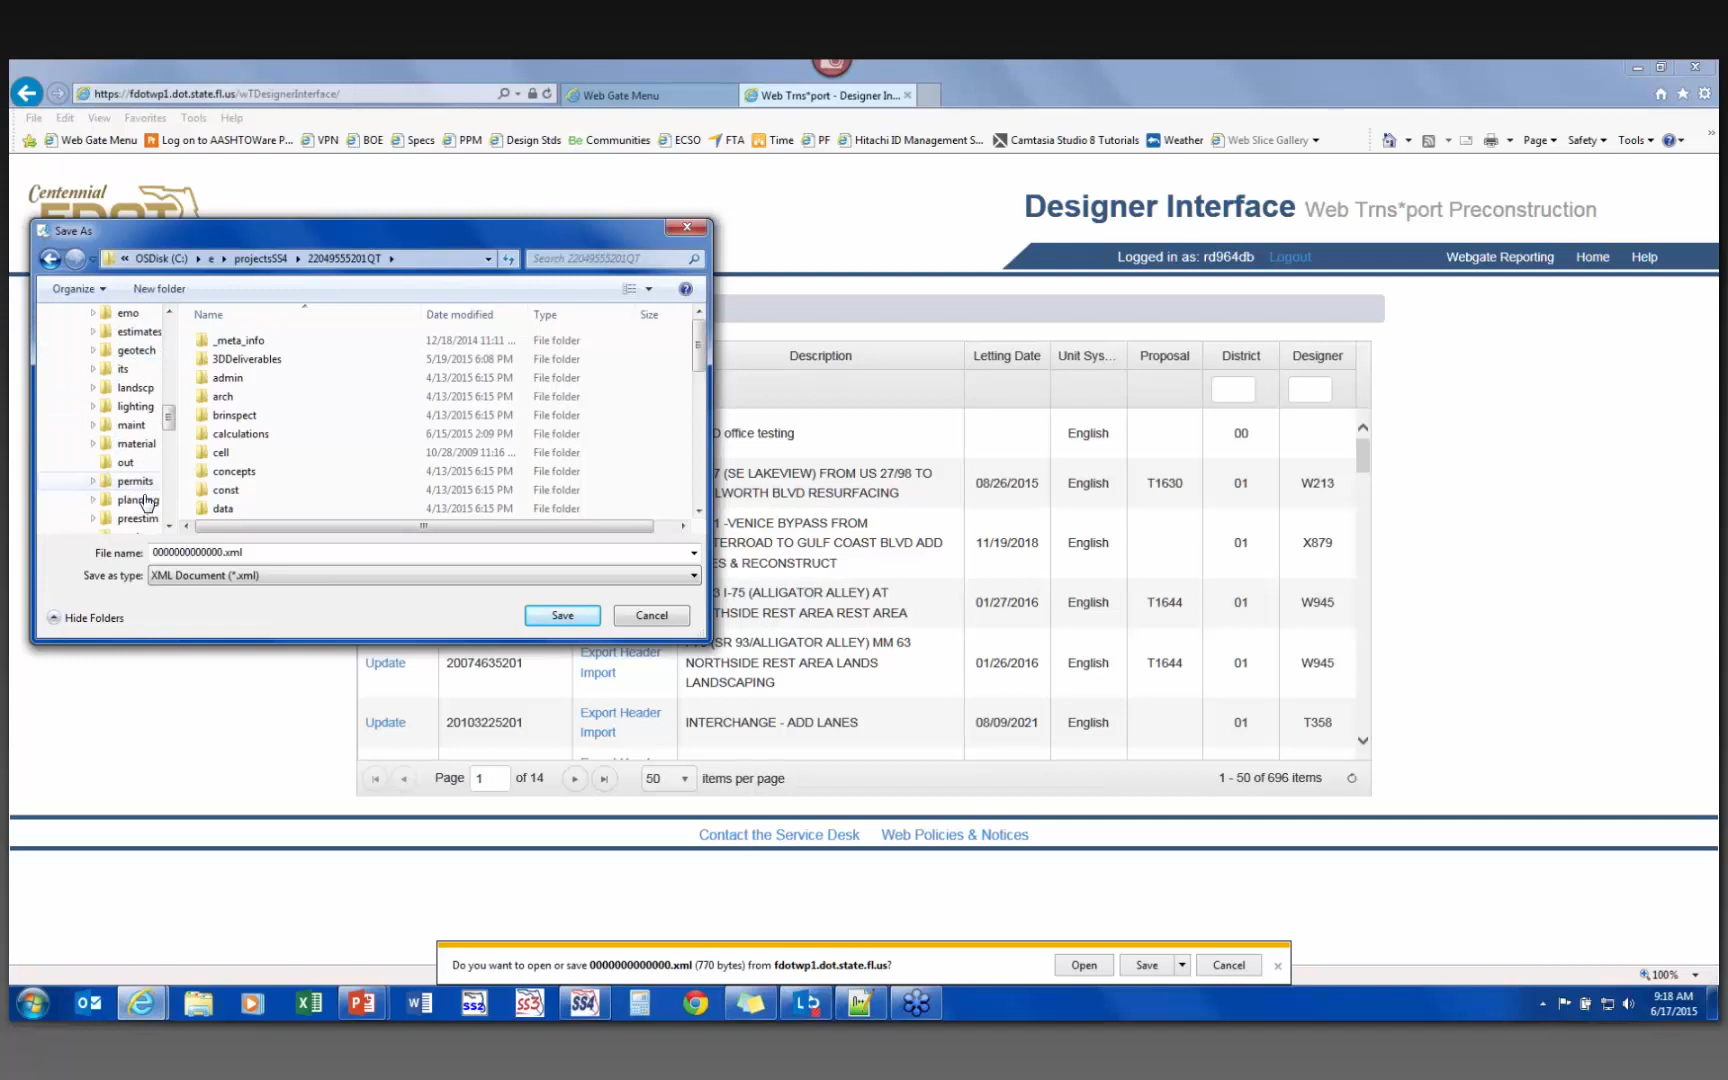 https://fdotwp1.dot.state.fl.us/wTDesignerInterface/
Web Gate Menu
Web Trns*port - Designer In...
File Edit View Favorites Tools Help
Web Gate Menu Log on to AASHTOWare P... VPN BOE Specs PPM Design Stds Be Communities ECSO FTA Time PF Hitachi ID Management S... Camtasia Studio 8 Tutorials Weather Web Slice Gallery Page Safety Tools
Centennial
FDOT
Designer Interface Web Trns*port Preconstruction
Logged in as: rd964db Logout Webgate Reporting Home Help
Save As
« OSDisk (C:) e projectsSS4 22049555201QT
Search 22049555201QT
Organize New folder
emo
estimates
geotech
its
landscp
lighting
maint
material
out
permits
planning
preestim
Name Date modified Type Size
_meta_info 12/18/2014 11:11 ... File folder
3DDeliverables 5/19/2015 6:08 PM File folder
admin 4/13/2015 6:15 PM File folder
arch 4/13/2015 6:15 PM File folder
brinspect 4/13/2015 6:15 PM File folder
calculations 6/15/2015 2:09 PM File folder
cell 10/28/2009 11:16 ... File folder
concepts 4/13/2015 6:15 PM File folder
const 4/13/2015 6:15 PM File folder
data 4/13/2015 6:15 PM File folder
File name: 0000000000000.xml
Save as type: XML Document (*.xml)
Hide Folders Save Cancel
Description Letting Date Unit Sys... Proposal District Designer
office testing English 00
(SE LAKEVIEW) FROM US 27/98 TO
BLVD RESURFACING
08/26/2015 English T1630 01 W213
-VENICE BYPASS FROM
TO GULF COAST BLVD ADD
& RECONSTRUCT
11/19/2018 English 01 X879
I-75 (ALLIGATOR ALLEY) AT
REST AREA REST AREA
01/27/2016 English T1644 01 W945
Update 20074635201 Export Header
Import
(SR 93/ALLIGATOR ALLEY) MM 63
NORTHSIDE REST AREA LANDS
LANDSCAPING
01/26/2016 English T1644 01 W945
Update 20103225201 Export Header
Import
INTERCHANGE - ADD LANES 08/09/2021 English 01 T358
Page 1 of 14 50 items per page 1 - 50 of 696 items
Contact the Service Desk Web Policies & Notices
Do you want to open or save 0000000000000.xml (770 bytes) from fdotwp1.dot.state.fl.us? Open Save Cancel
100%
SS2 SS3 SS4
9:18 AM
6/17/2015